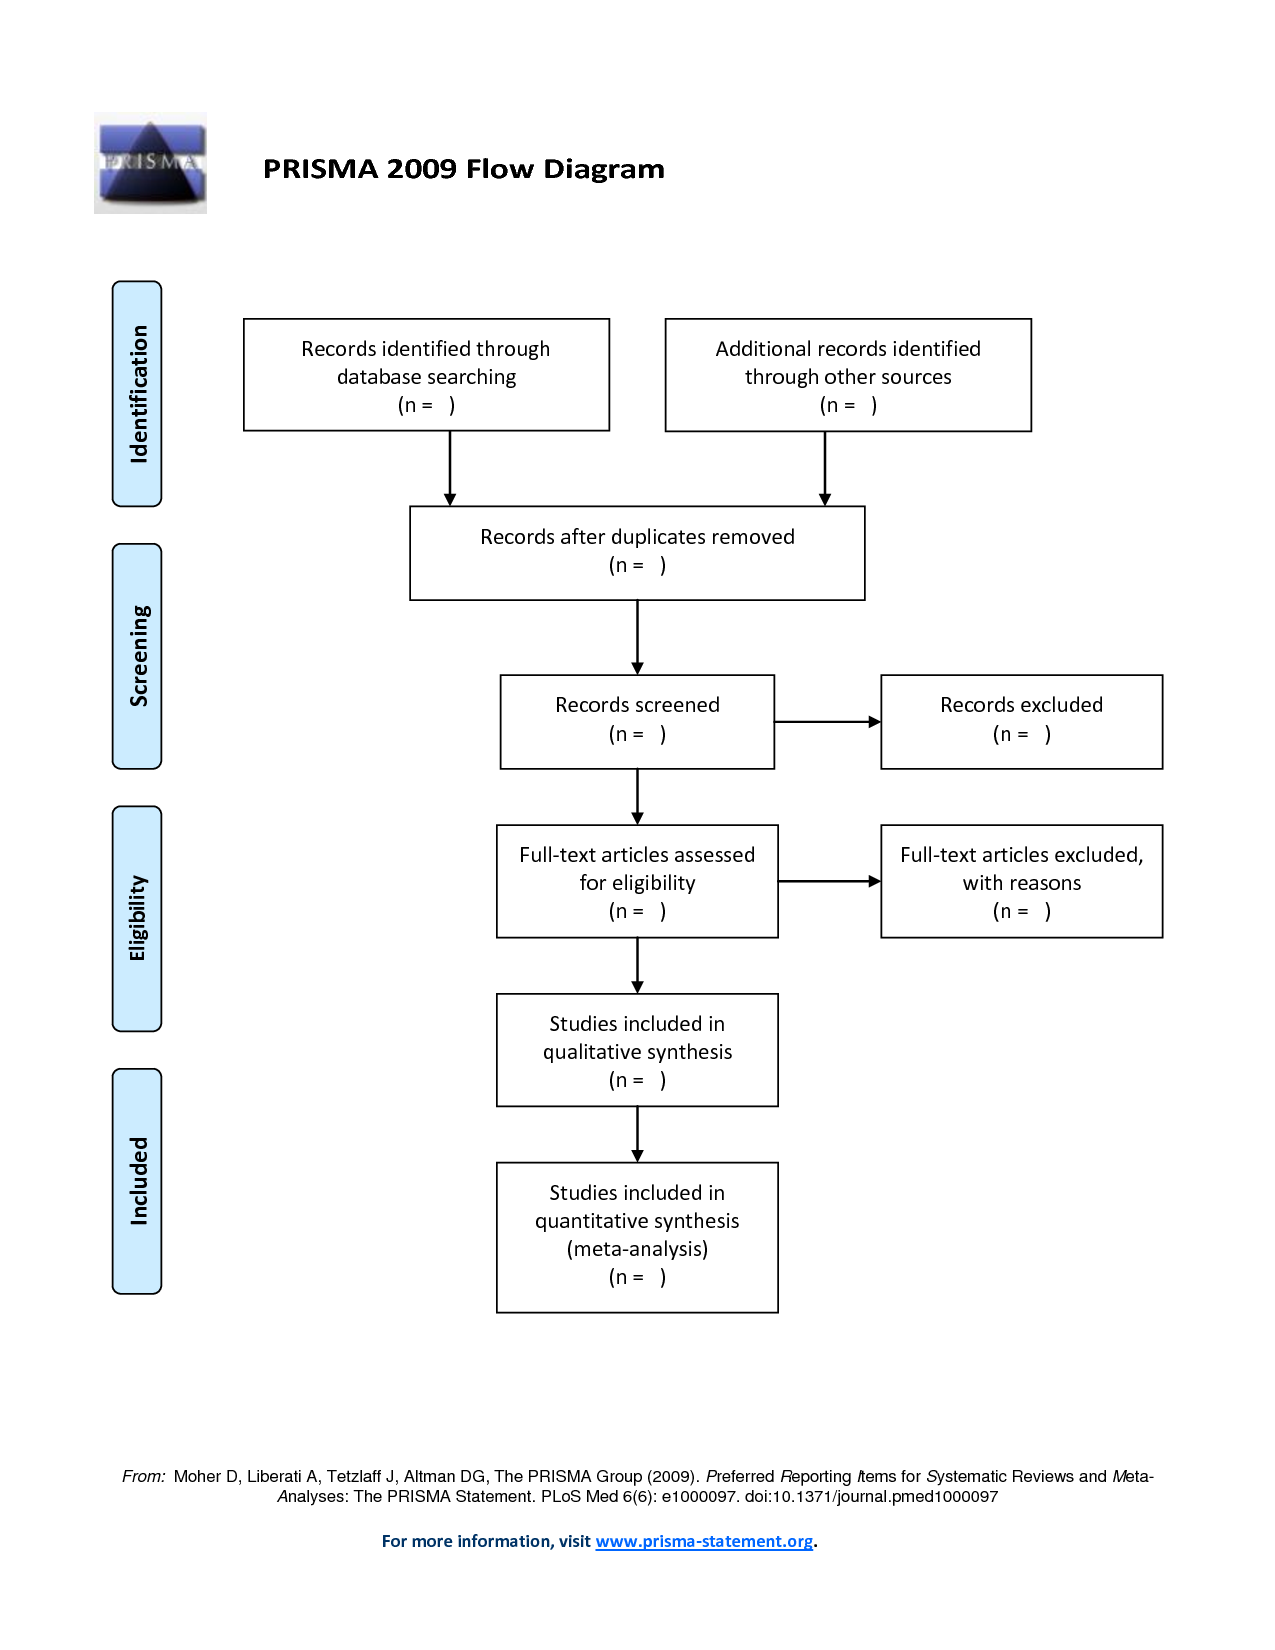 PRISMA
PRISMA 2009 Flow Diagram
Identification
Records identified through
database searching
(n =   )
Additional records identified
through other sources
(n =   )
Records after duplicates removed
(n =   )
Screening
Records screened
(n =   )
Records excluded
(n =   )
Eligibility
Full-text articles assessed
for eligibility
(n =   )
Full-text articles excluded,
with reasons
(n =   )
Studies included in
qualitative synthesis
(n =   )
Included
Studies included in
quantitative synthesis
(meta-analysis)
(n =   )
From:  Moher D, Liberati A, Tetzlaff J, Altman DG, The PRISMA Group (2009). Preferred Reporting Items for Systematic Reviews and Meta-
Analyses: The PRISMA Statement. PLoS Med 6(6): e1000097. doi:10.1371/journal.pmed1000097
For more information, visit www.prisma-statement.org.